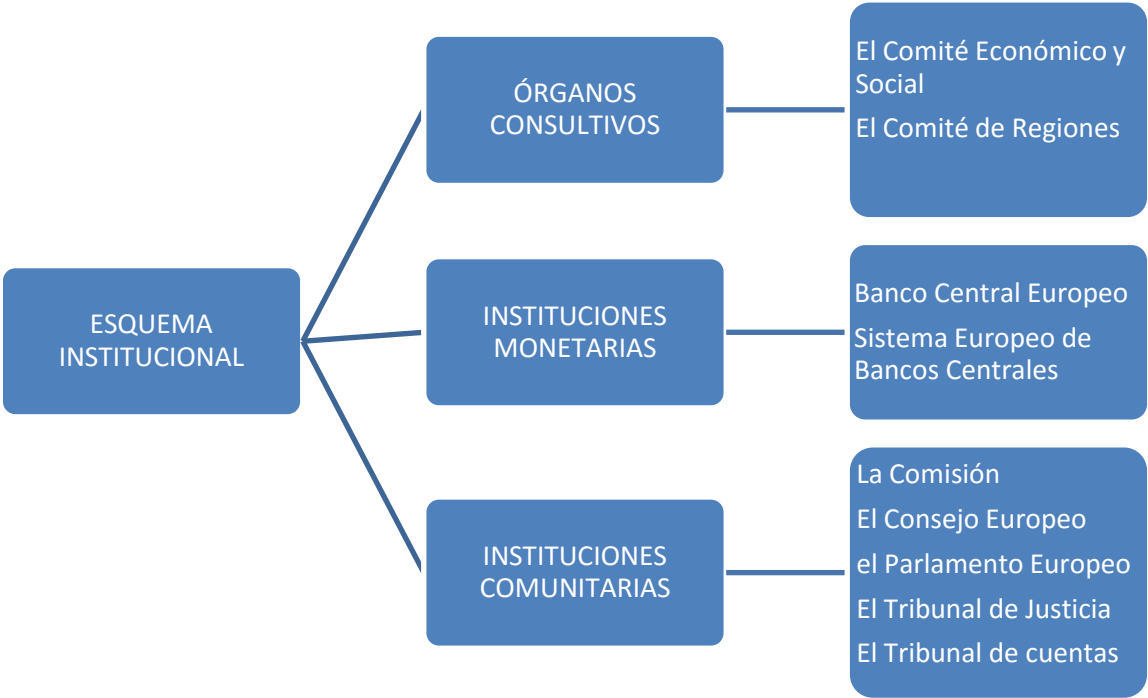 ESQUEMA
INSTITUCIONAL
ÓRGANOS
CONSULTIVOS
El Comité Económico y
Social
El Comité de Regiones
INSTITUCIONES
MONETARIAS
Banco Central Europeo
Sistema Europeo de
Bancos Centrales
INSTITUCIONES
COMUNITARIAS
La Comisión
El Consejo Europeo
el Parlamento Europeo
El Tribunal de Justicia
El Tribunal de cuentas